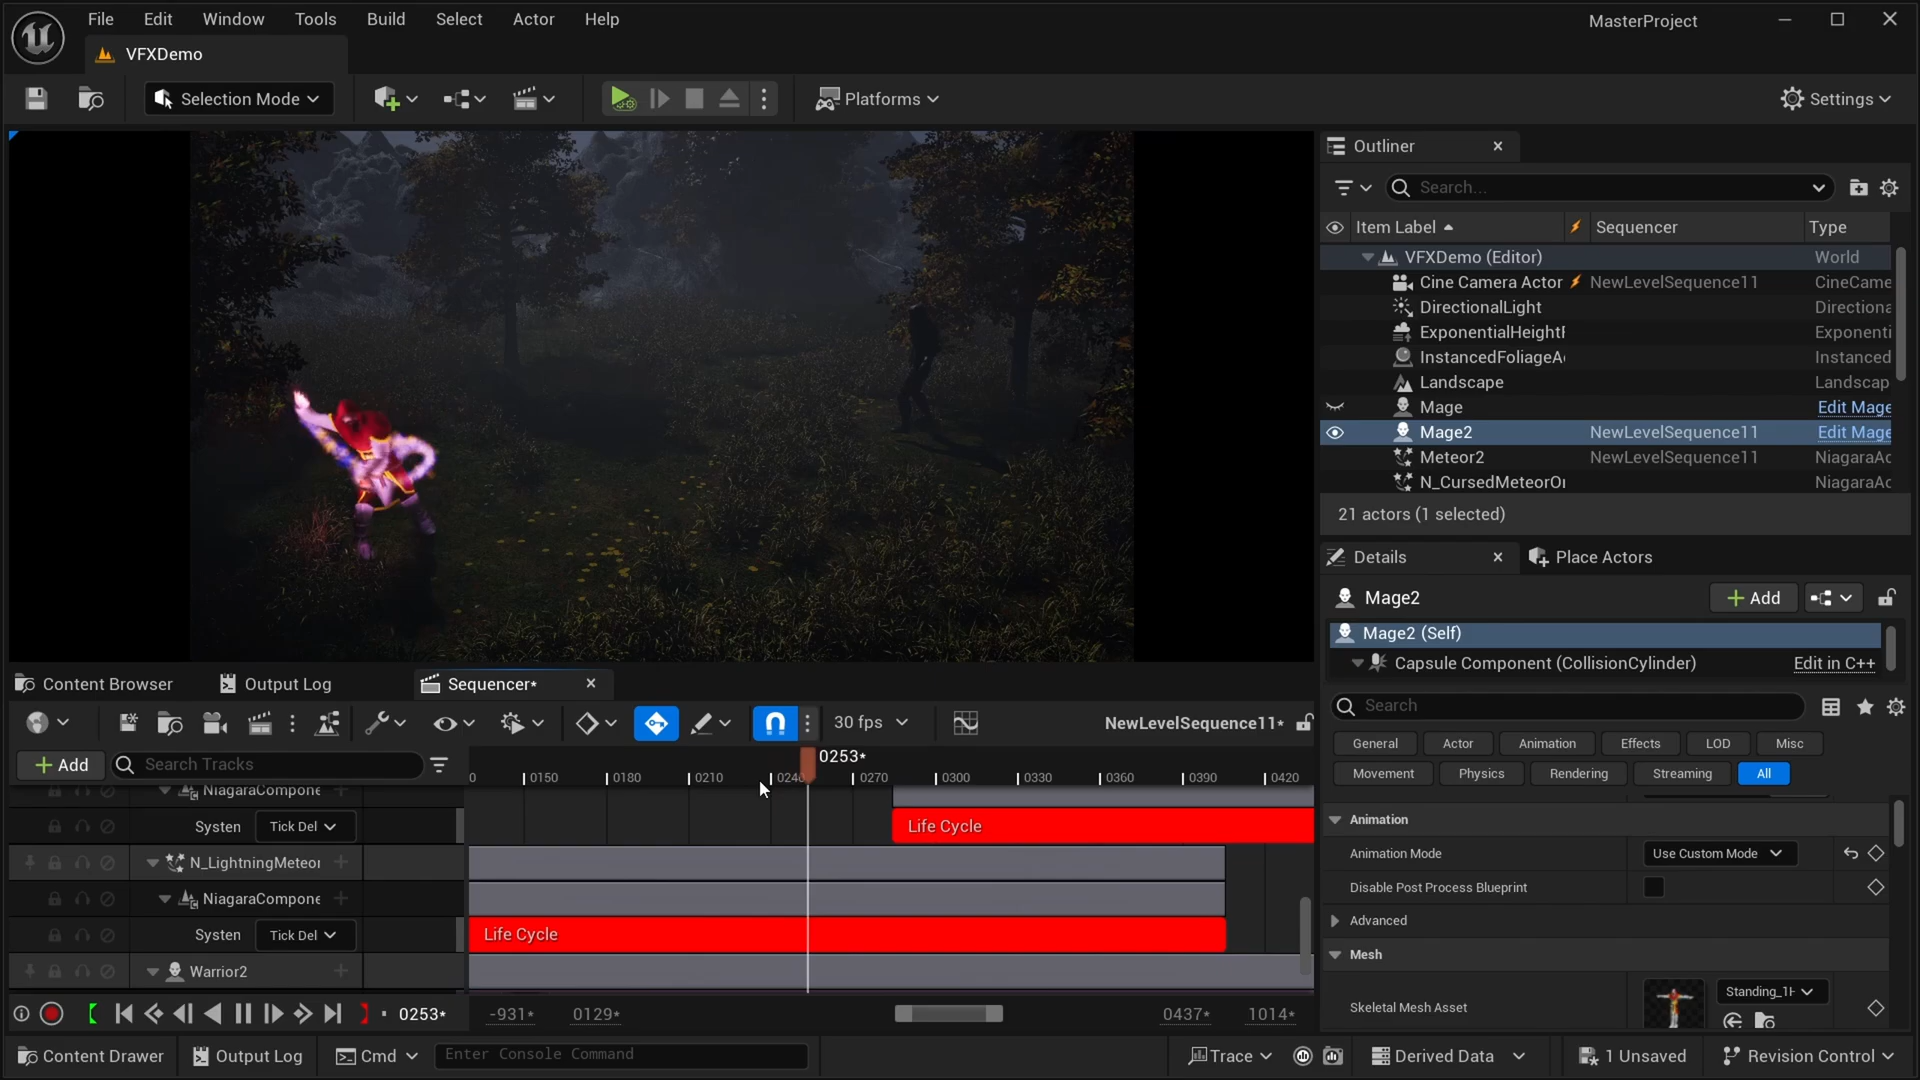 File Edit Window Tools Build Select Actor Help
MasterProject
VFXDemo
Selection Mode
Platforms
Settings
Outliner
Search...
Item Label Sequencer Type
VFXDemo (Editor) World
Cine Camera Actor NewLevelSequence11 CineCame
DirectionalLight Directiona
ExponentialHeightF Exponenti
InstancedFoliageAc Instanced
Landscape Landscap
Mage Edit Mage
Mage2 NewLevelSequence11 Edit Mage
Meteor2 NewLevelSequence11 NiagaraAc
N_CursedMeteorOr NiagaraAc
21 actors (1 selected)
Details
Place Actors
Mage2
Add
Mage2 (Self)
Capsule Component (CollisionCylinder) Edit in C++
Search
General Actor Animation Effects LOD Misc
Movement Physics Rendering Streaming All
Animation
Animation Mode Use Custom Mode
Disable Post Process Blueprint
Advanced
Mesh
Skeletal Mesh Asset Standing_1H
Content Browser Output Log Sequencer*
30 fps NewLevelSequence11*
Add Search Tracks
0253*
0 0150 0180 0210 0240 0270 0300 0330 0360 0390 0420
NiagaraCompone
Systen Tick Del Life Cycle
N_LightningMeteor
NiagaraCompone
Systen Tick Del Life Cycle
Warrior2
0253* -931* 0129* 0437* 1014*
Content Drawer Output Log Cmd Enter Console Command Trace Derived Data 1 Unsaved Revision Control